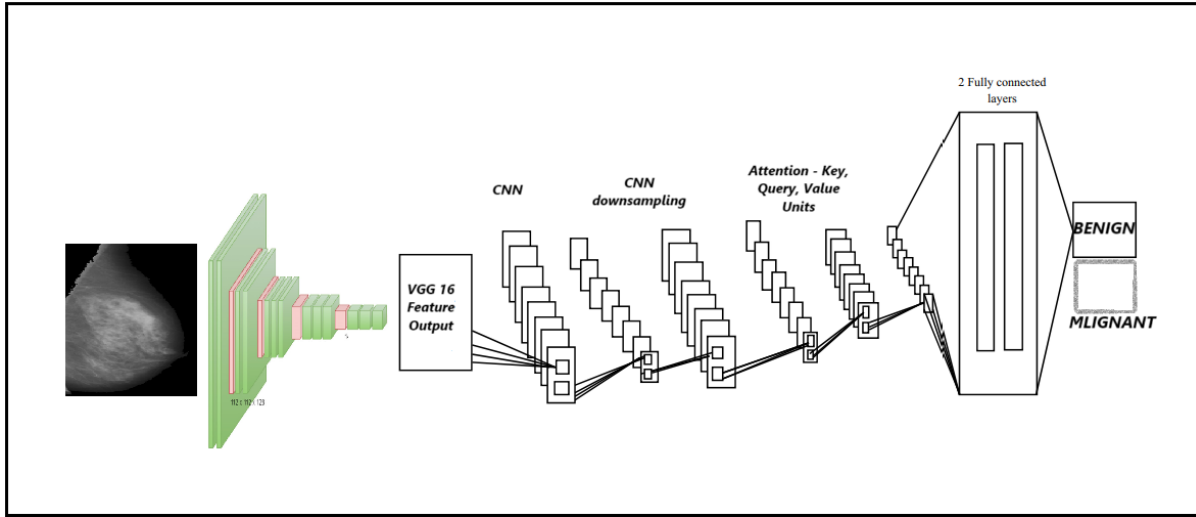 2 Fully connected
layers
Attention - Key,
Query, Value
Units
CNN
CNN
downsampling
VGG 16
Feature
Output
BENIGN
MLIGNANT